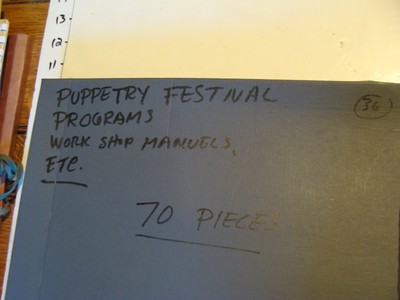 13
12
11
PUPPETRY FESTIVAL
PROGRAMS
WORK SHOP MANUELS,
ETC.
36
70 PIECES